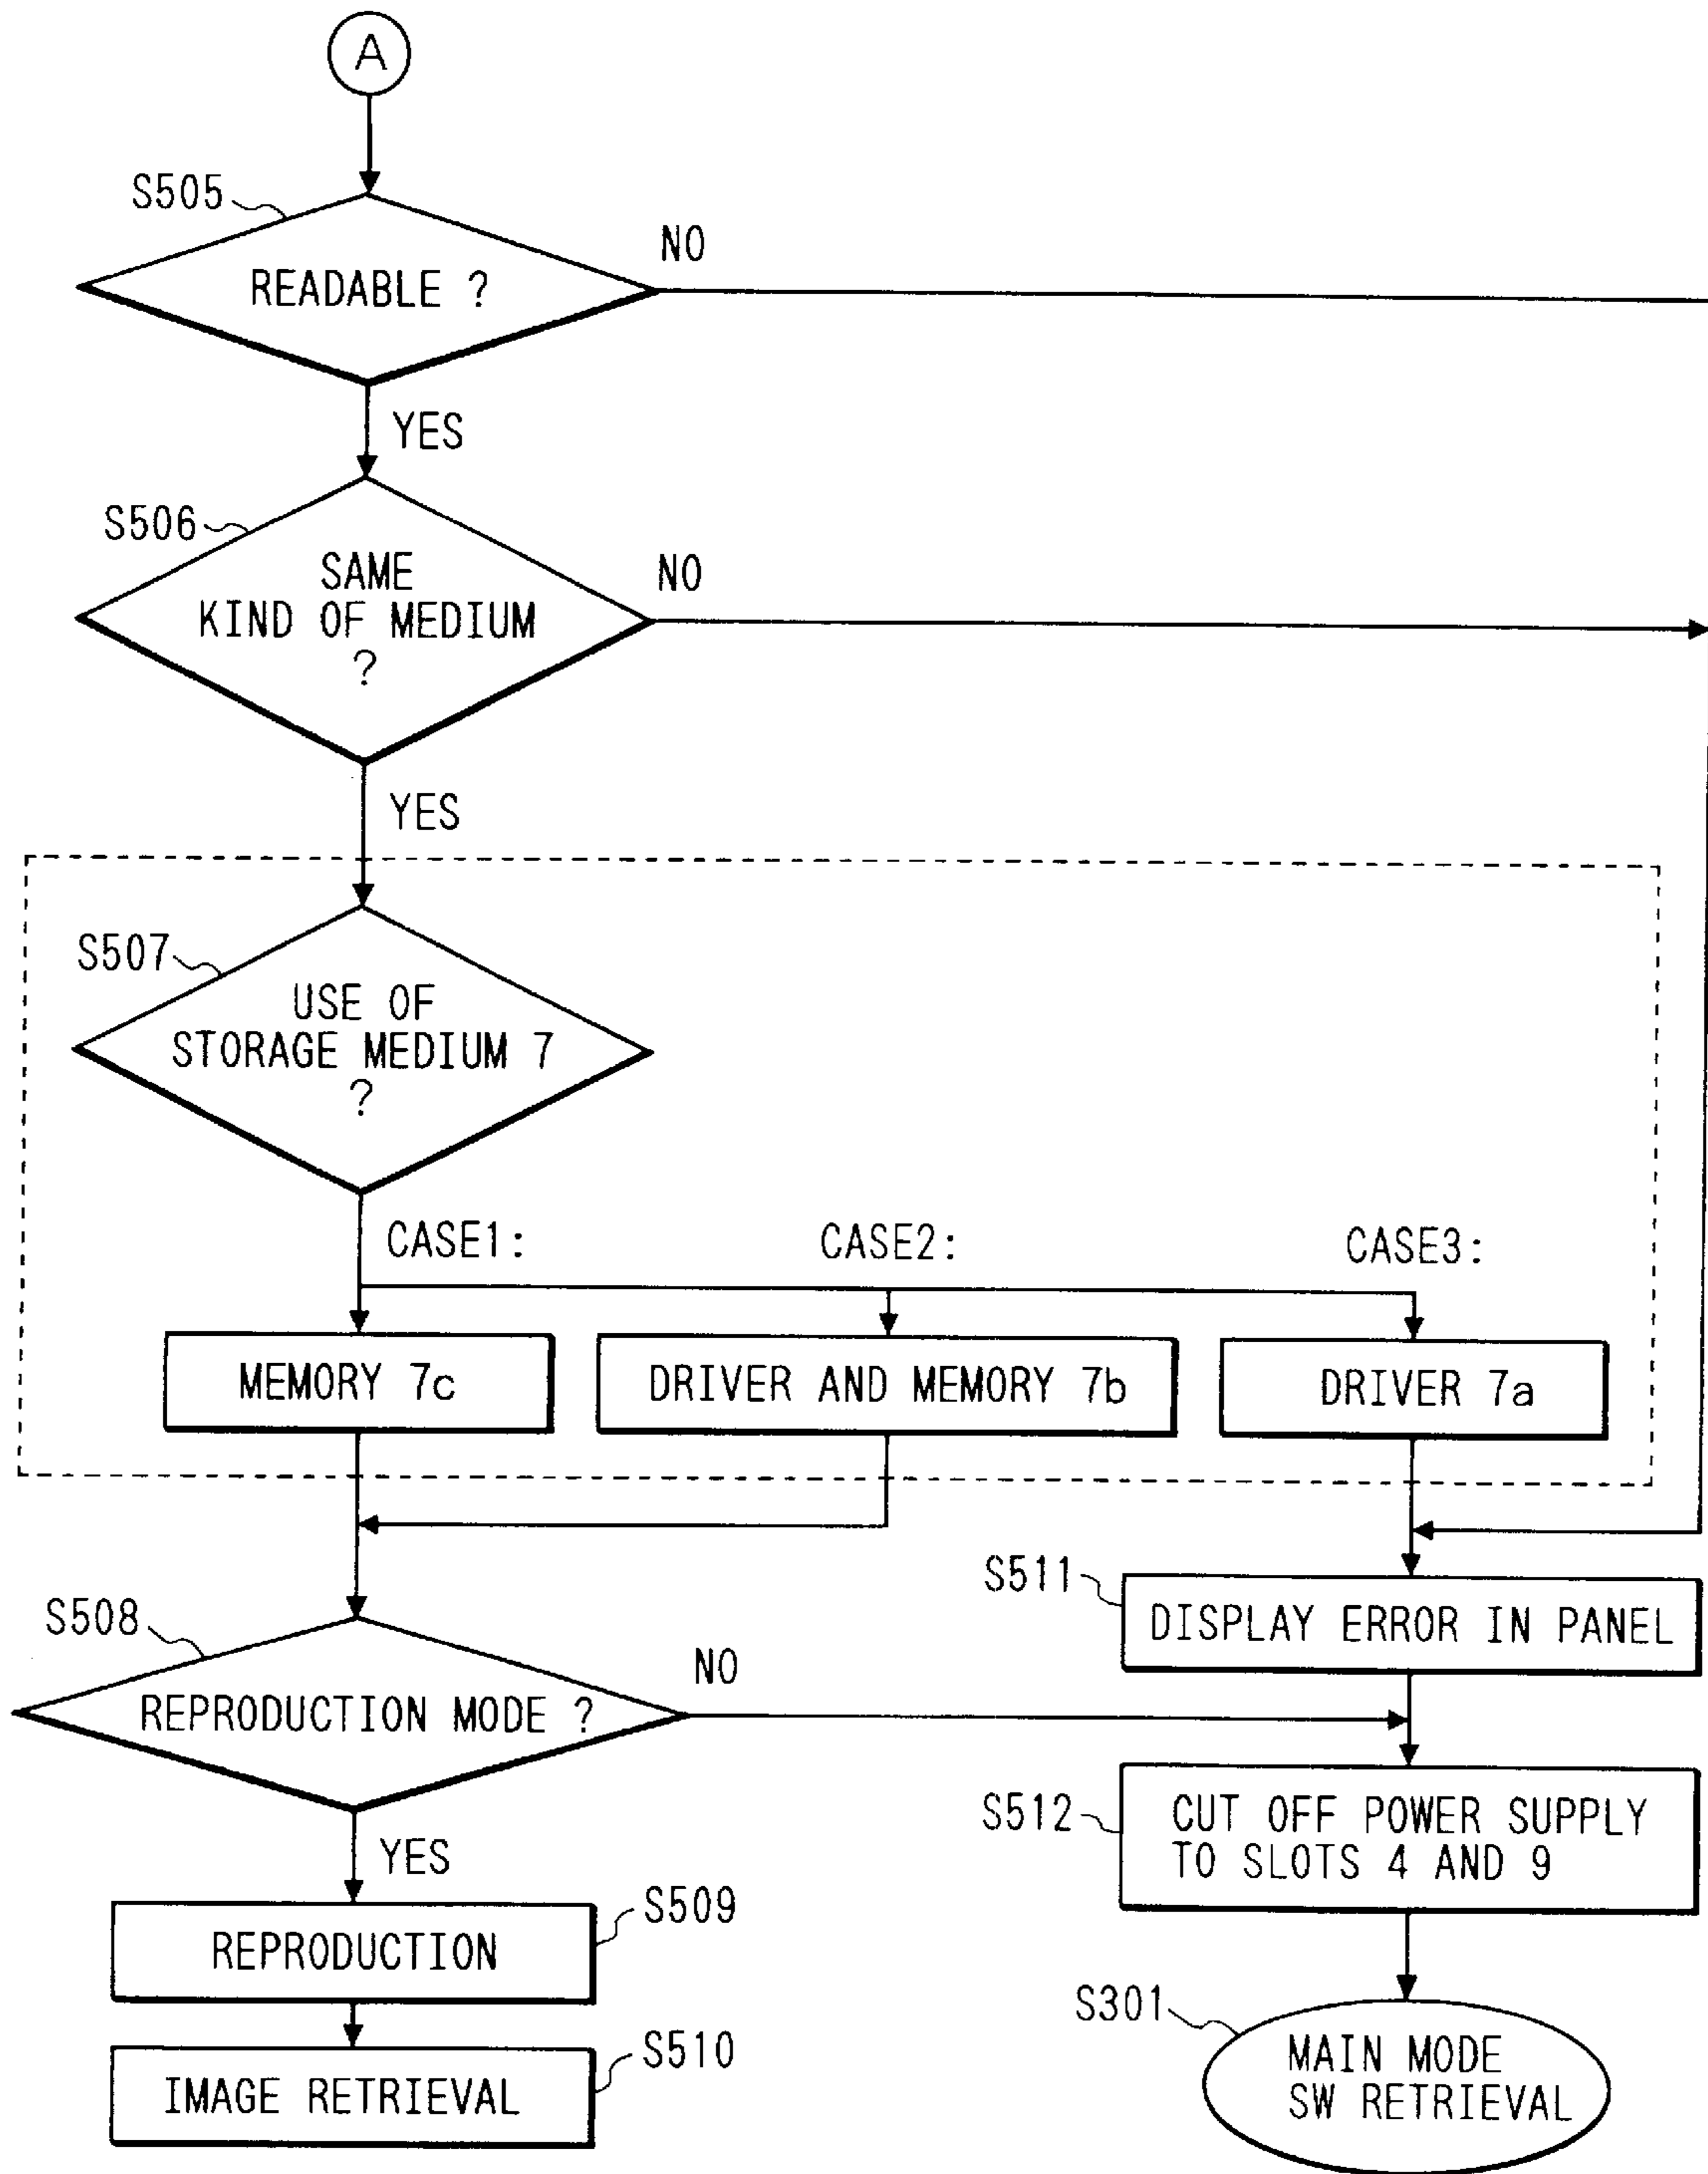 A
S505
READABLE ?
NO
YES
S506
SAME
KIND OF MEDIUM
?
NO
YES
S507
USE OF
STORAGE MEDIUM 7
?
CASE1:
CASE2:
CASE3:
MEMORY 7c
DRIVER AND MEMORY 7b
DRIVER 7a
S511
DISPLAY ERROR IN PANEL
S508
REPRODUCTION MODE ?
NO
YES
S512
CUT OFF POWER SUPPLY
TO SLOTS 4 AND 9
S509
REPRODUCTION
S510
IMAGE RETRIEVAL
S301
MAIN MODE
SW RETRIEVAL